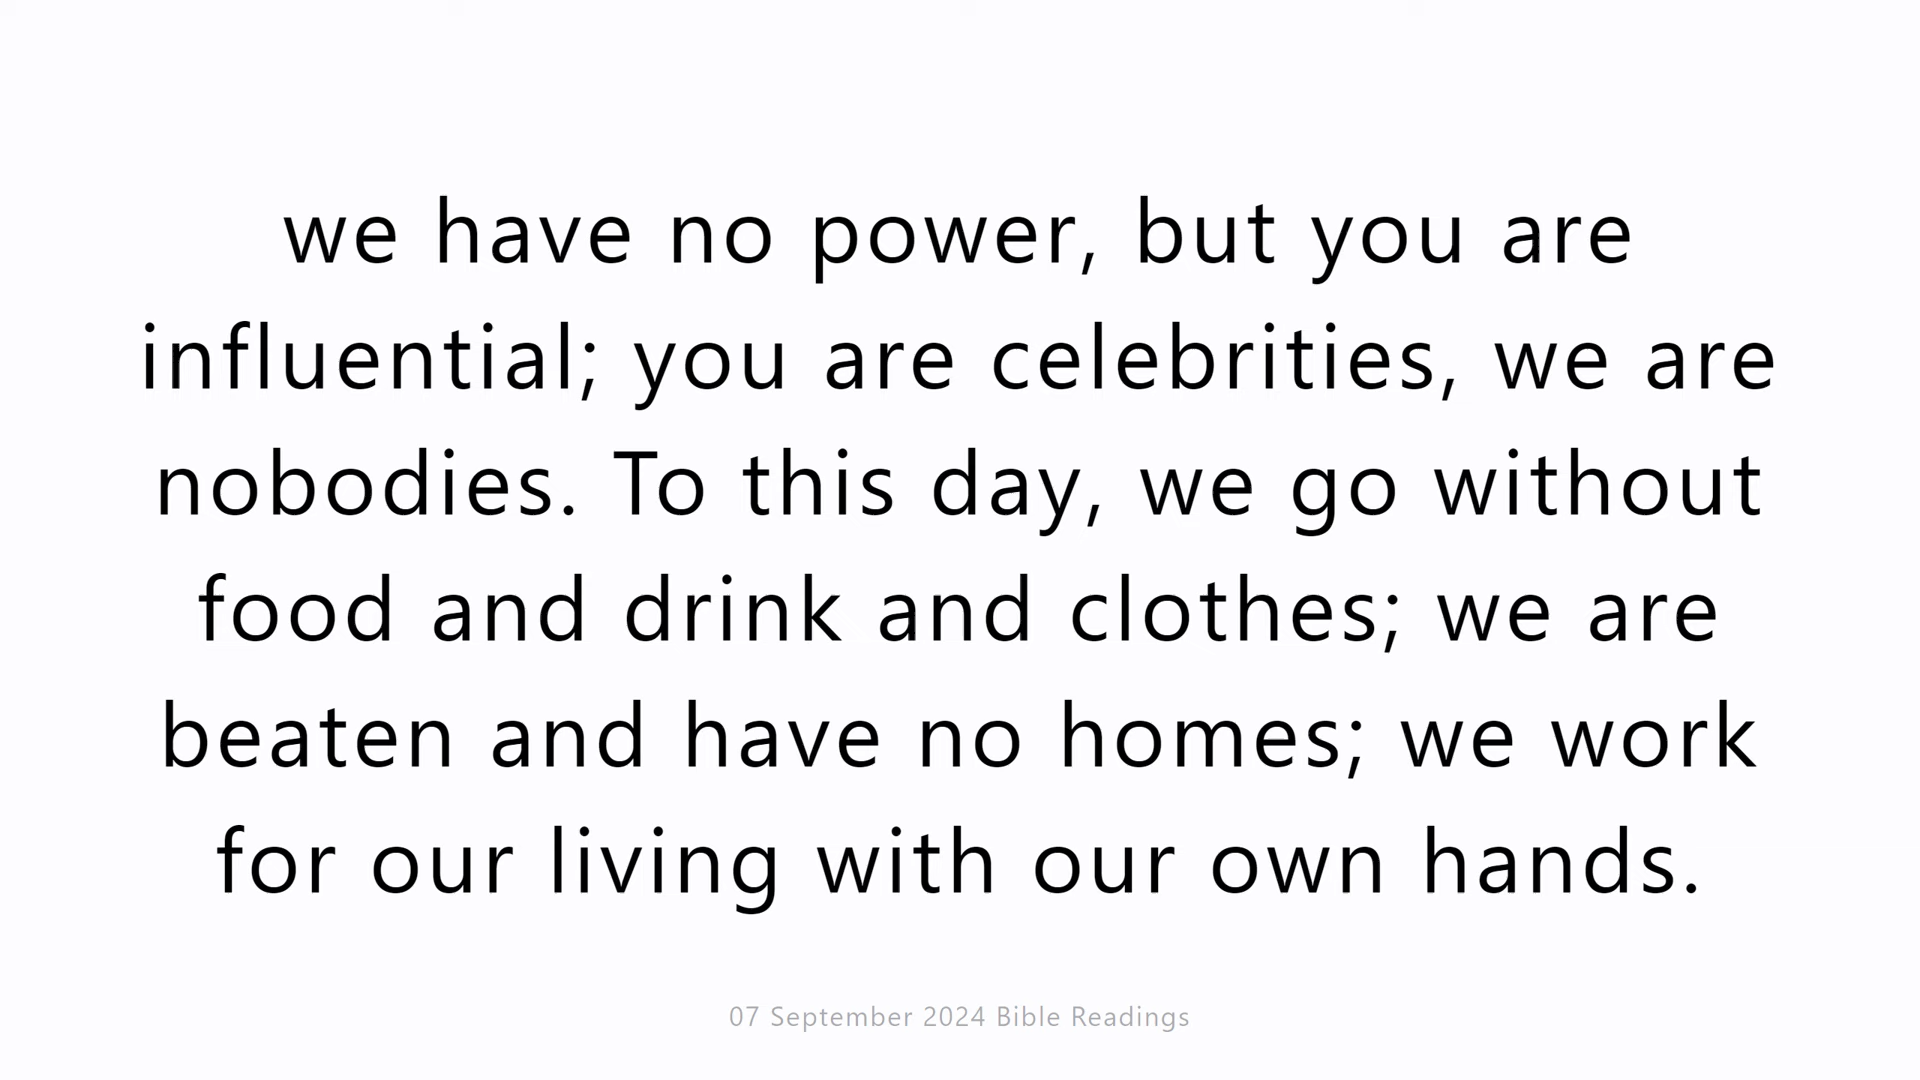 we have no power, but you are
influential; you are celebrities, we are
nobodies. To this day, we go without
food and drink and clothes; we are
beaten and have no homes; we work
for our living with our own hands.
07 September 2024 Bible Readings